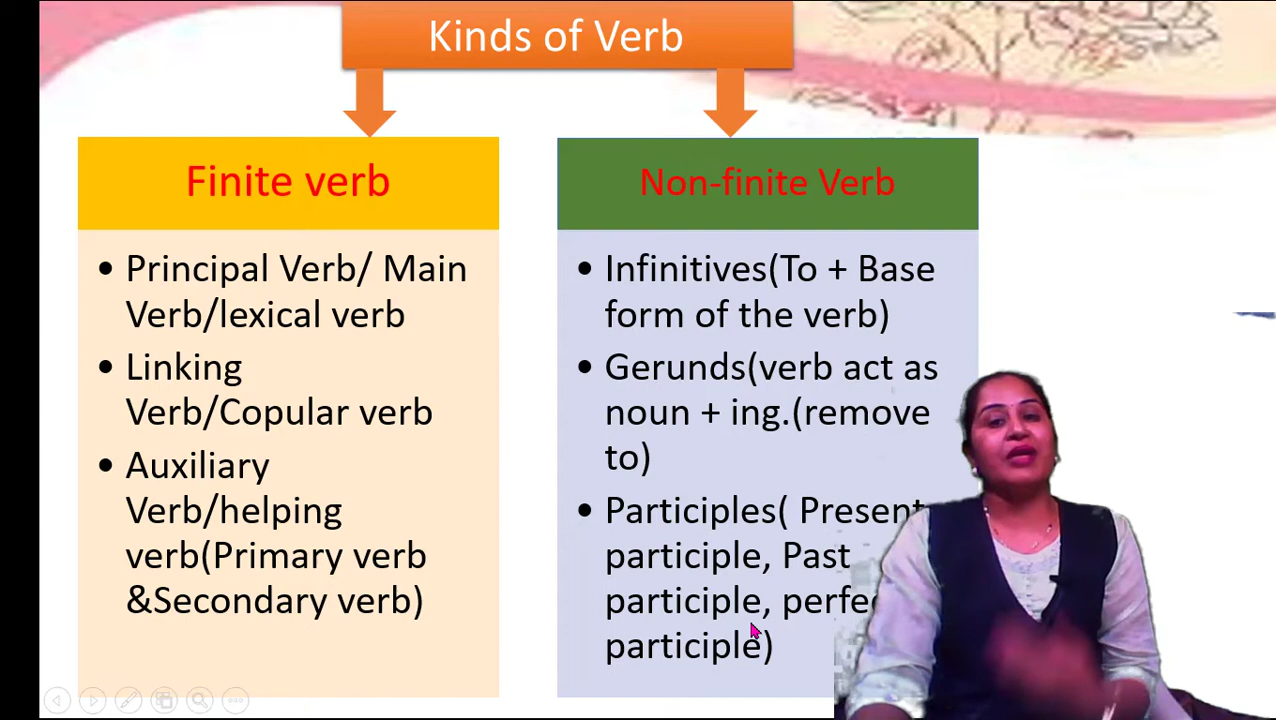 Kinds of Verb
Finite verb
• Principal Verb/ Main
Verb/lexical verb
• Linking
Verb/Copular verb
• Auxiliary
Verb/helping
verb(Primary verb
&Secondary verb)
Non-finite Verb
• Infinitives(To + Base
form of the verb)
• Gerunds(verb act as
noun + ing.(remove
to)
• Participles( Present
participle, Past
participle,
participle)